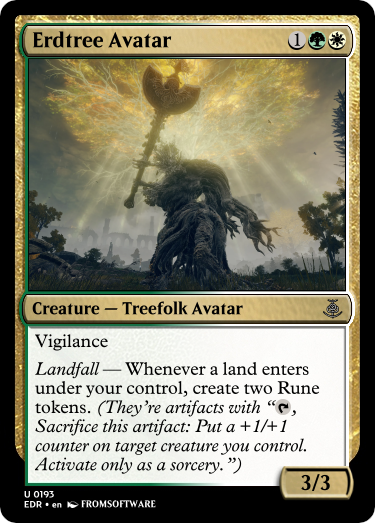 Erdtree Avatar 1
Creature — Treefolk Avatar
Vigilance
Landfall — Whenever a land enters
under your control, create two Rune
tokens. (They’re artifacts with “,
Sacrifice this artifact: Put a +1/+1
counter on target creature you control.
Activate only as a sorcery.”)
3/3
U 0193
EDR • en FROMSOFTWARE